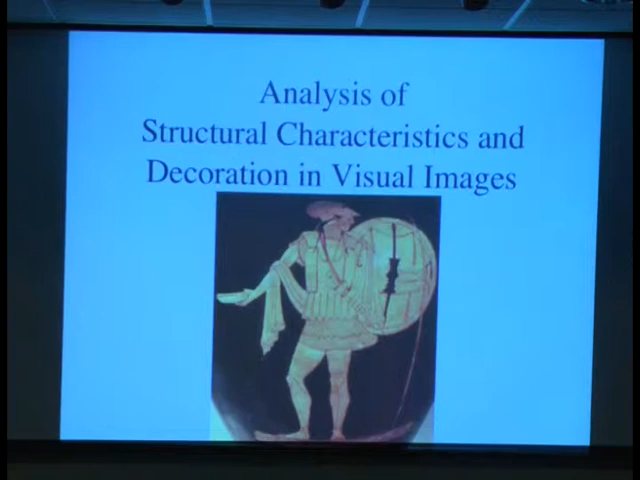 Analysis of
Structural Characteristics and
Decoration in Visual Images